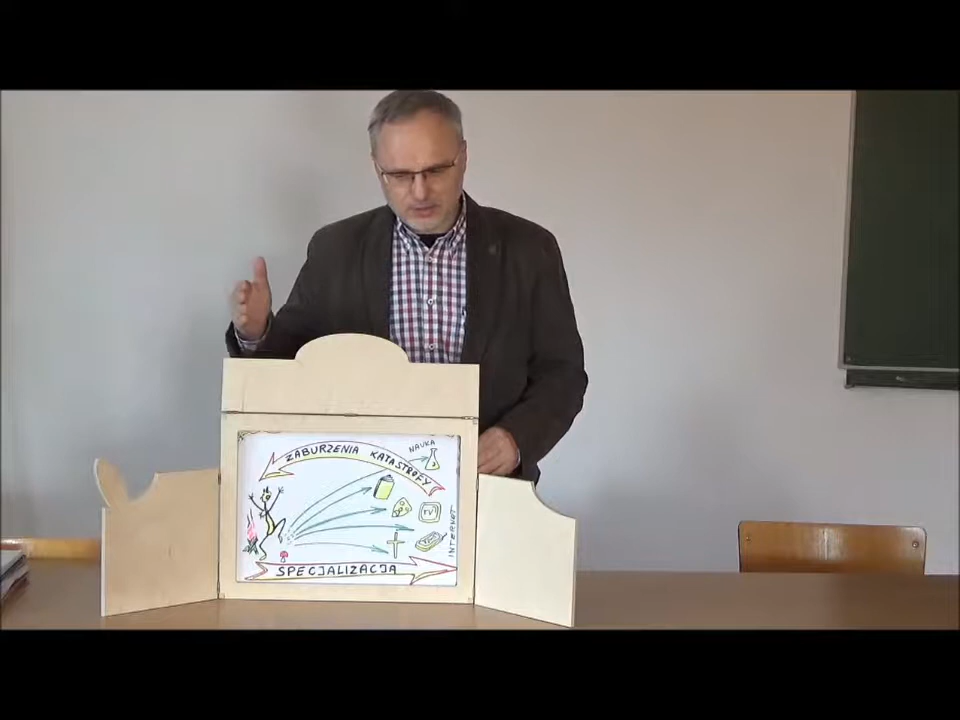 ZABURZENIA KATASTROFY
NAUKA
TV
INTERNET
SPECJALIZACJA